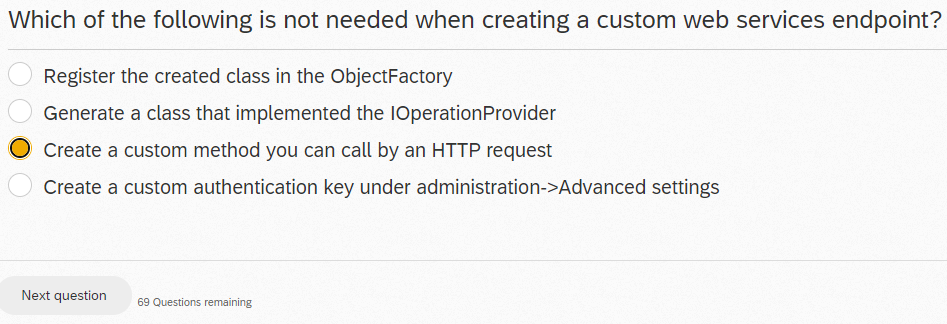 Which of the following is not needed when creating a custom web services endpoint?
Register the created class in the ObjectFactory
Generate a class that implemented the IOperationProvider
Create a custom method you can call by an HTTP request
Create a custom authentication key under administration->Advanced settings
Next question
69 Questions remaining